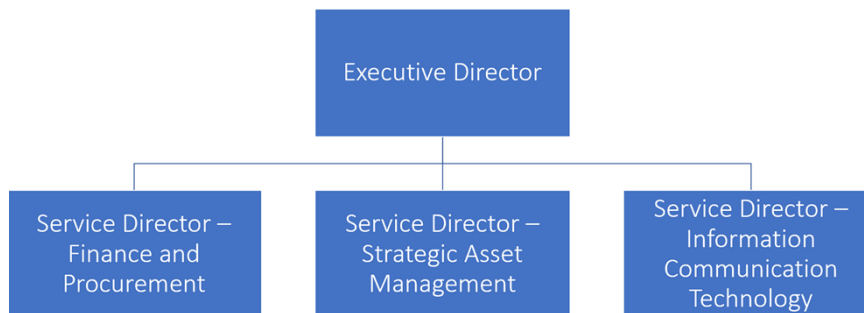 Executive Director
Service Director –
Finance and
Procurement
Service Director –
Strategic Asset
Management
Service Director –
Information
Communication
Technology